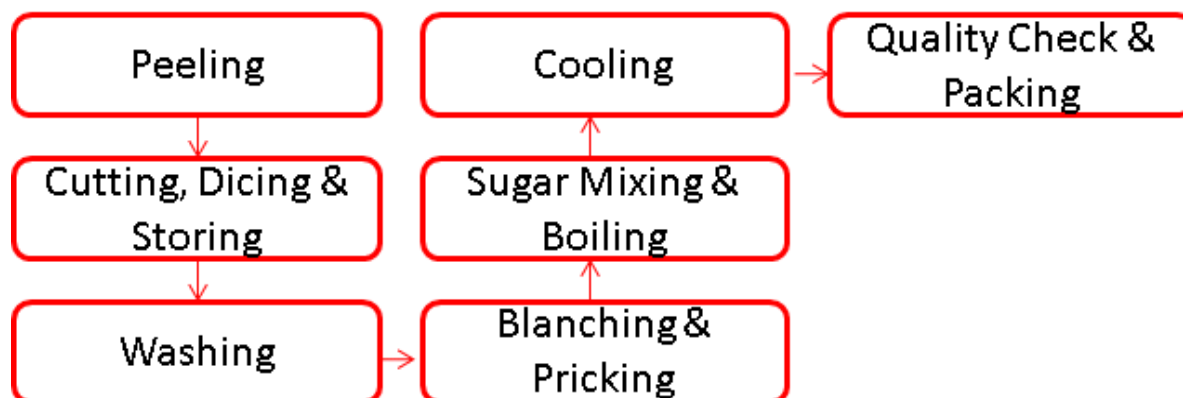 Peeling
Cutting, Dicing &
Storing
Washing
Blanching &
Pricking
Sugar Mixing &
Boiling
Cooling
Quality Check &
Packing